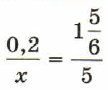 0,2/x = 1 5/6 / 5